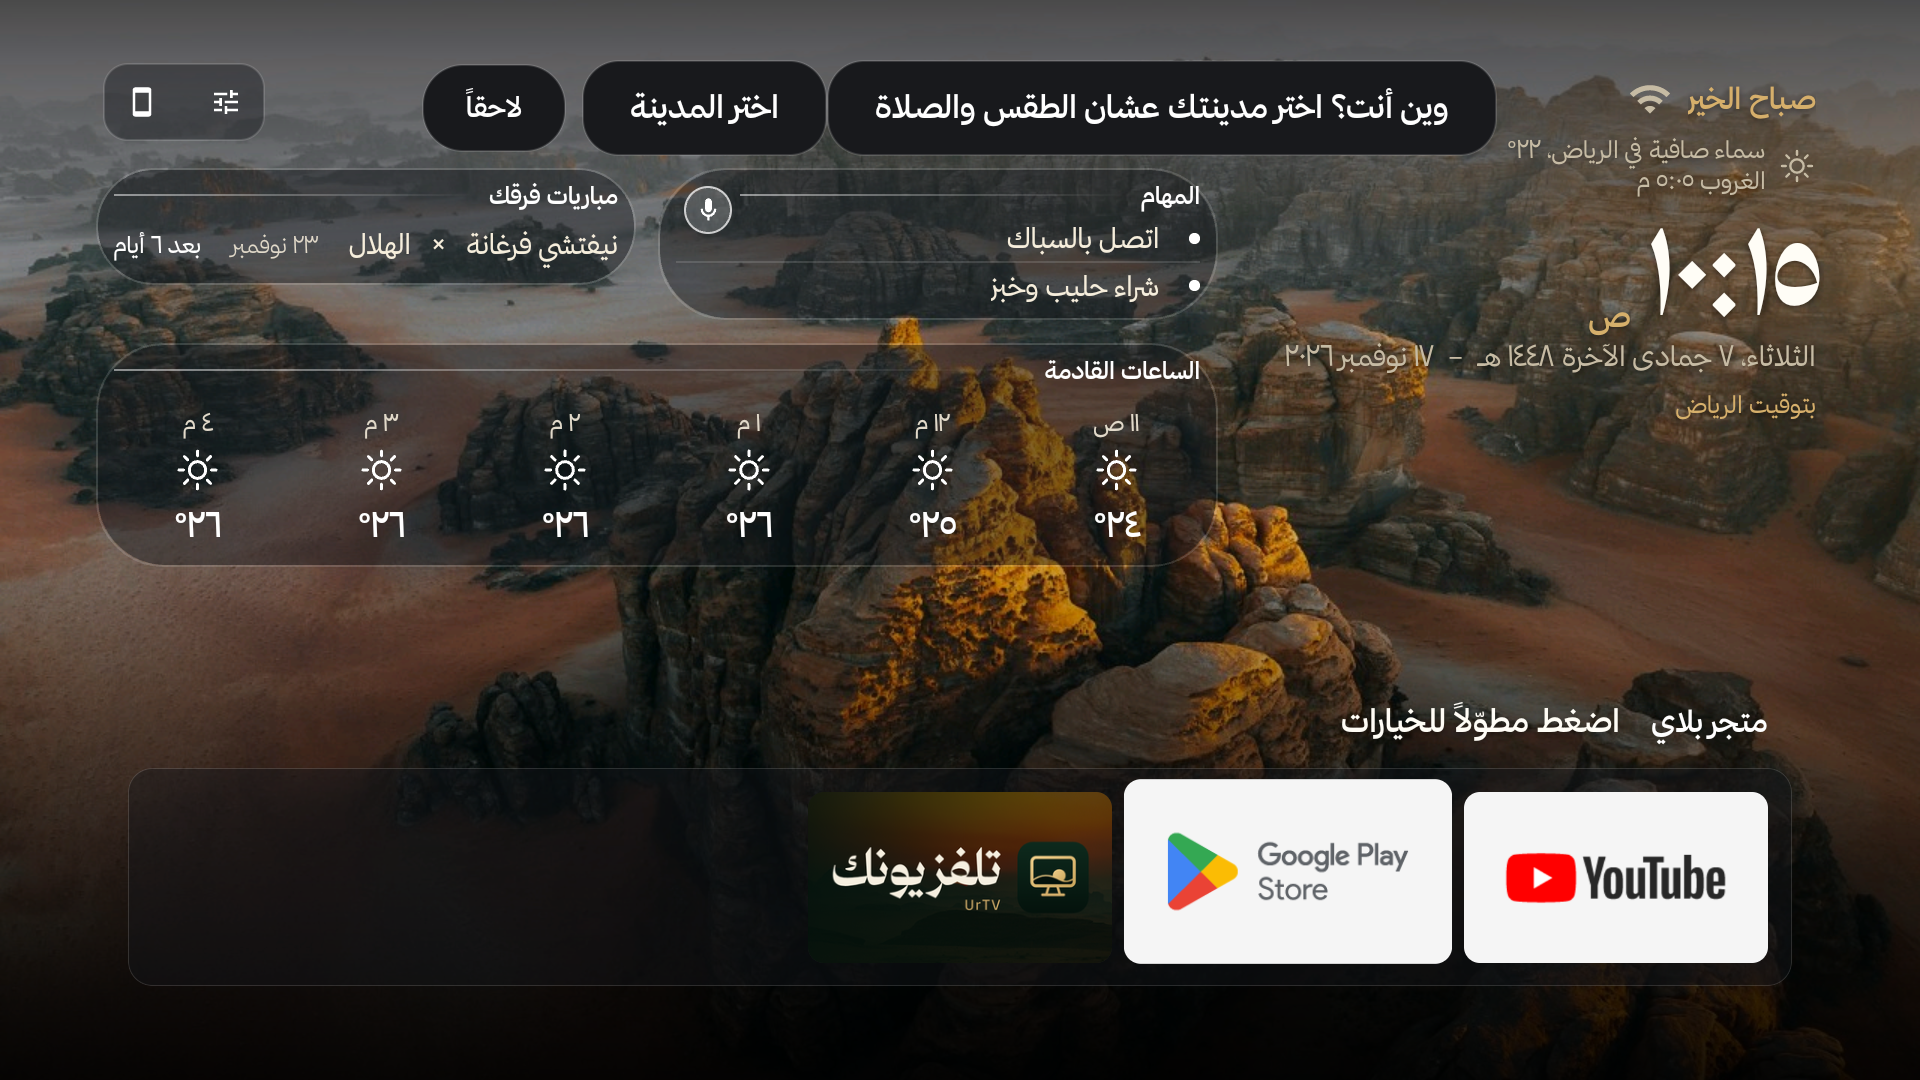 صباح الخير
سماء صافية في الرياض، ٢٢°
الغروب ٥:٠٥ م
١٠:١٥ ص
الثلاثاء، ٧ جمادى الآخرة ١٤٤٨ هـ – ١٧ نوفمبر ٢٠٢٦
بتوقيت الرياض
وين أنت؟ اختر مدينتك عشان الطقس والصلاة
اختر المدينة
لاحقاً
المهام
اتصل بالسباك
شراء حليب وخبز
مباريات فرقك
نيفتشي فرغانة × الهلال ٢٣ نوفمبر بعد ٦ أيام
الساعات القادمة
١١ ص ١٢ م ١ م ٢ م ٣ م ٤ م
٢٤° ٢٥° ٢٦° ٢٦° ٢٦° ٢٦°
متجر بلاي اضغط مطوّلاً للخيارات
YouTube
Google Play
Store
تلفزيونك
UrTV